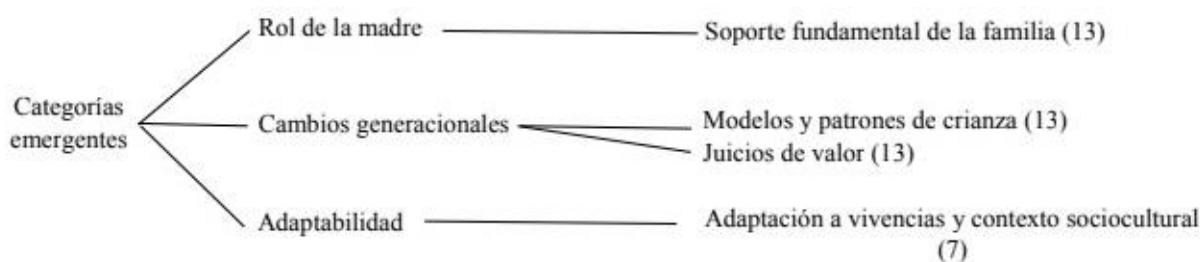 Rol de la madre
Soporte fundamental de la familia (13)
Categorías
emergentes
Cambios generacionales
Modelos y patrones de crianza (13)
Juicios de valor (13)
Adaptabilidad
Adaptación a vivencias y contexto sociocultural
(7)